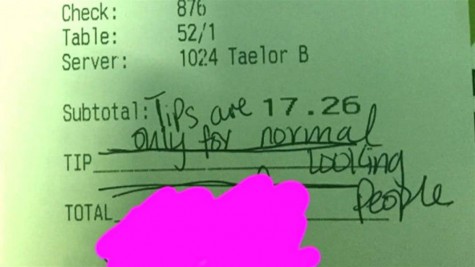 Check: 876
Table: 52/1
Server: 1024 Taelor B
Subtotal: Tips are 17.26
only for normal
TIP looking
TOTAL people